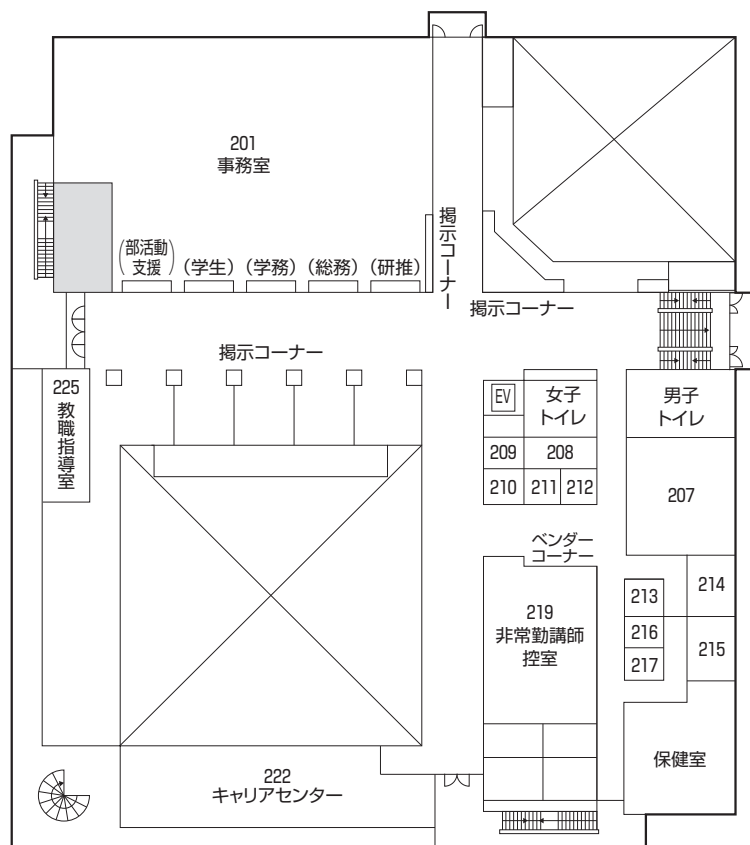 201
事務室
(部活動
支援)
(学生)
(学務)
(総務)
(研推)
掲示コーナー
掲示コーナー
掲示コーナー
225
教職指導室
EV
女子
トイレ
男子
トイレ
209
208
210
211
212
207
ベンダー
コーナー
219
非常勤講師
控室
213
214
216
215
217
222
キャリアセンター
保健室